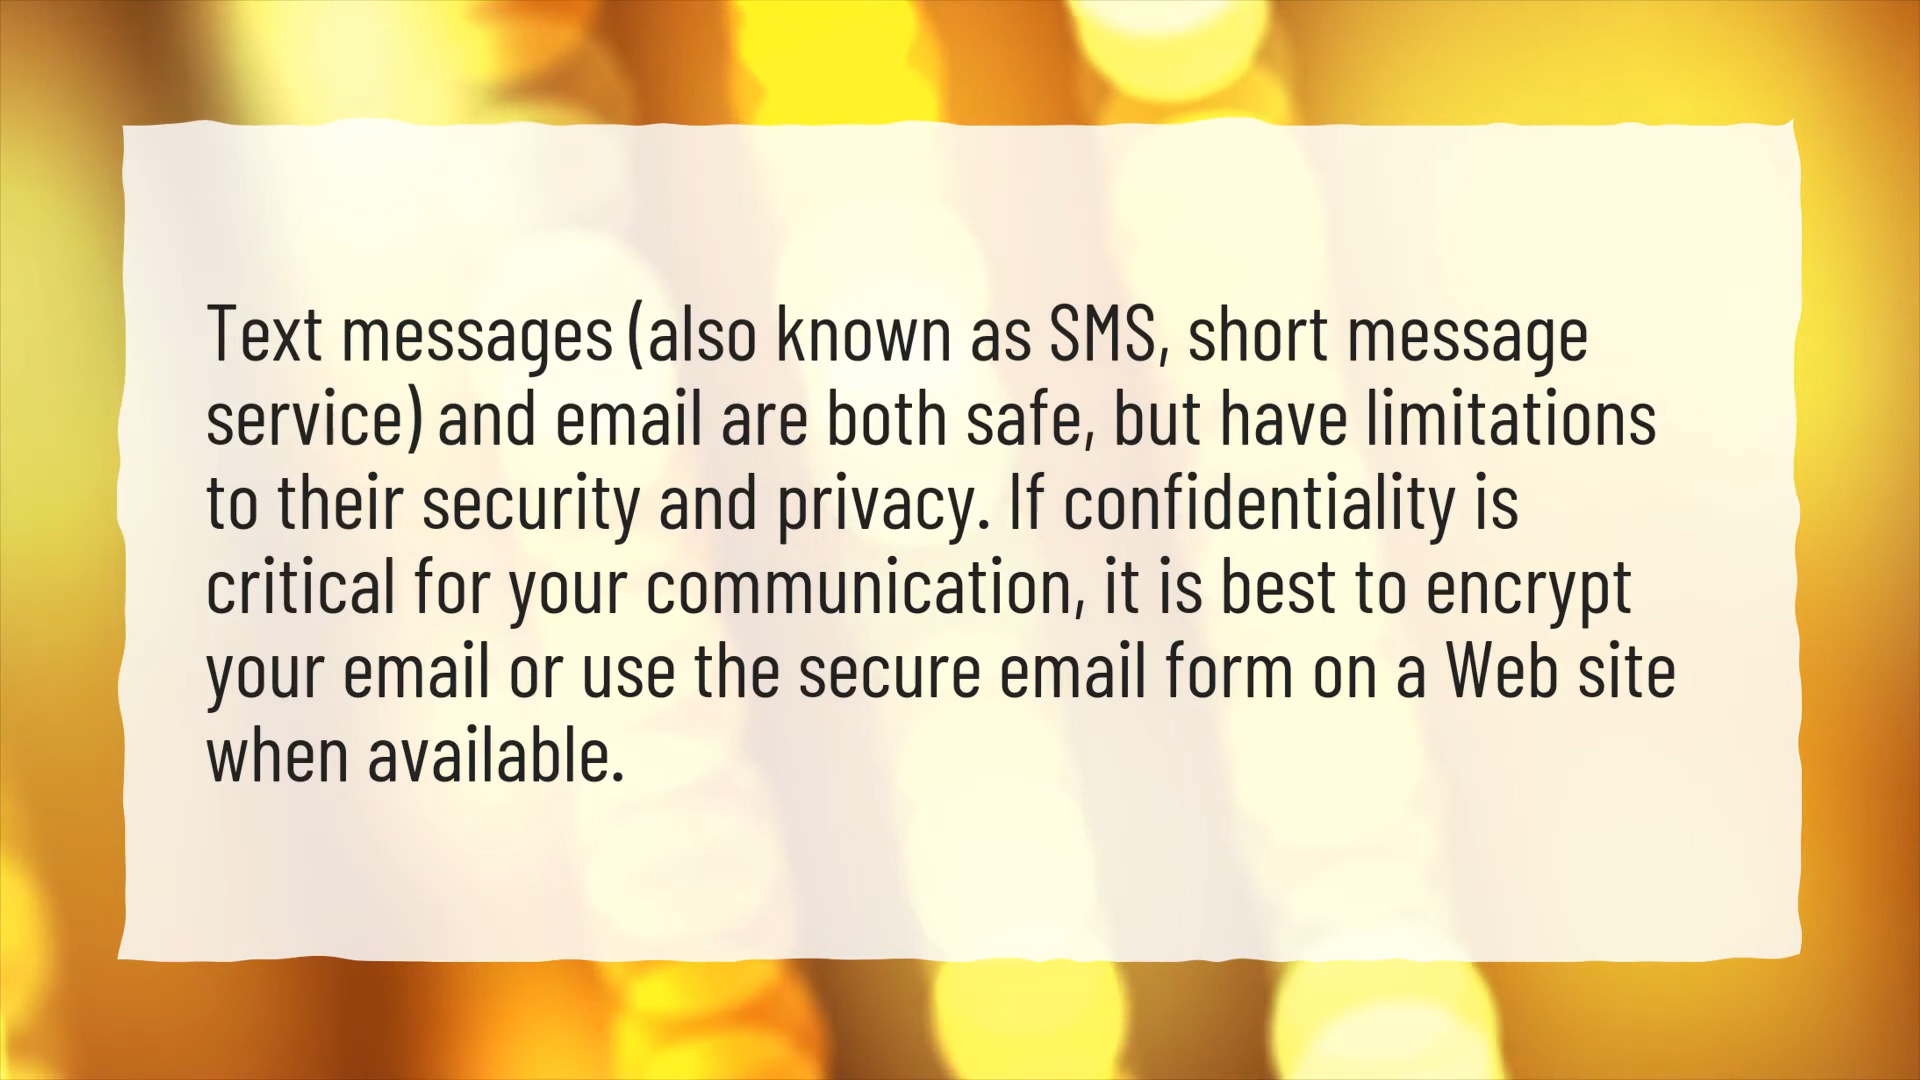 Text messages (also known as SMS, short message
service) and email are both safe, but have limitations
to their security and privacy. If confidentiality is
critical for your communication, it is best to encrypt
your email or use the secure email form on a Web site
when available.